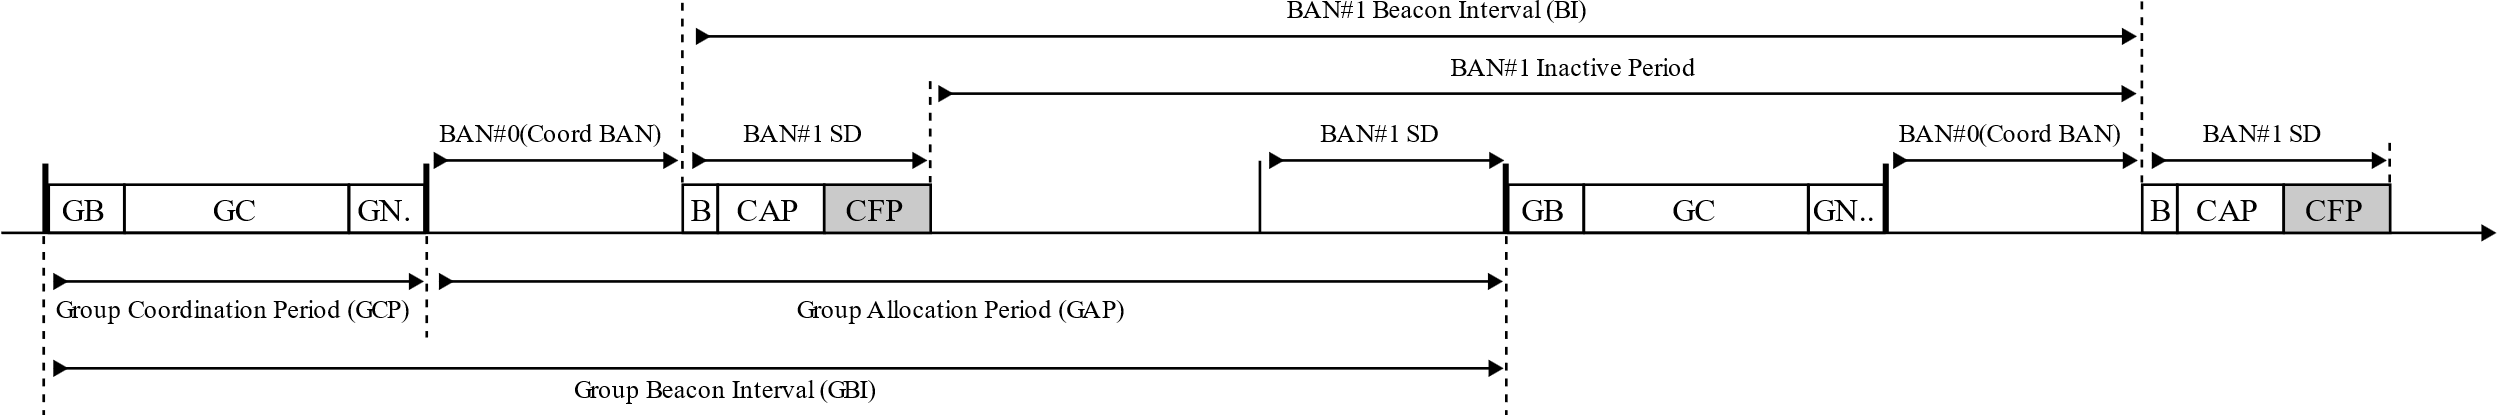 BAN#1 Beacon Interval (BI)
BAN#1 Inactive Period
BAN#0(Coord BAN)
BAN#1 SD
BAN#1 SD
BAN#0(Coord BAN)
BAN#1 SD
GB
GC
GN.
B
CAP
CFP
GB
GC
GN..
B
CAP
CFP
Group Coordination Period (GCP)
Group Allocation Period (GAP)
Group Beacon Interval (GBI)